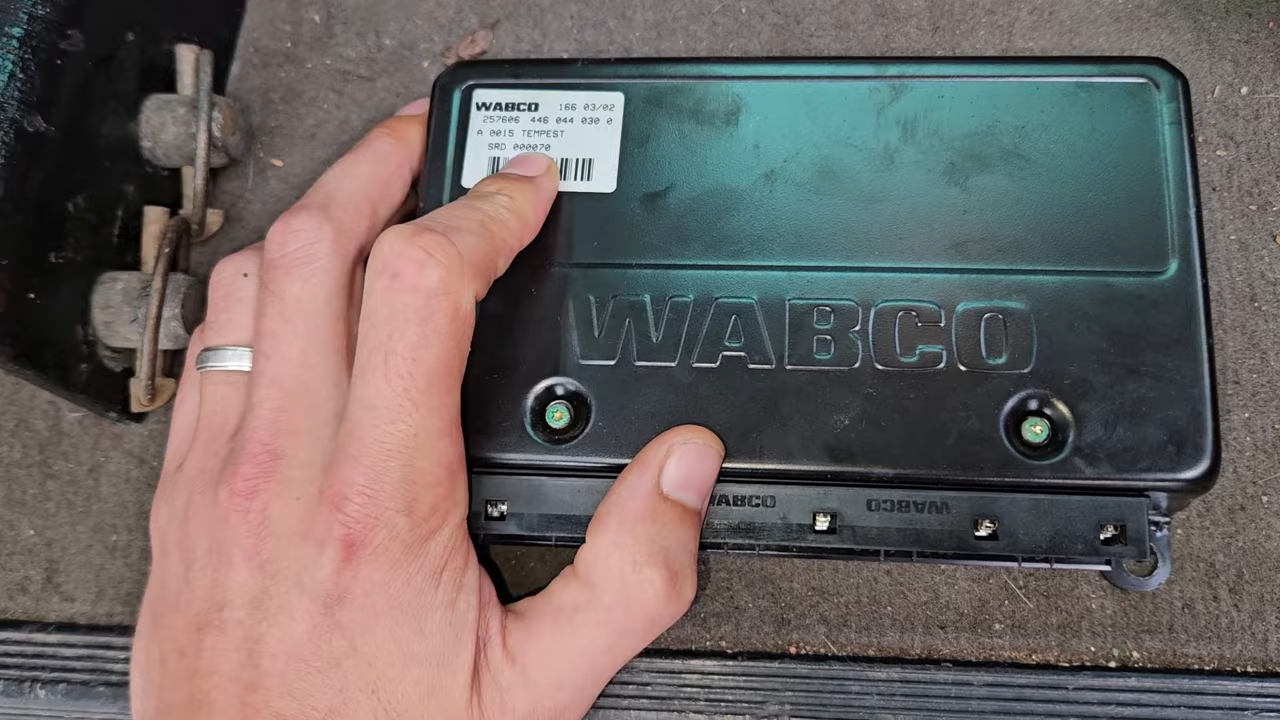 WABCO 166 03/02
257606 446 044 030 0
A 0015 TEMPEST
SRD 000070
WABCO
WABCO WABCO